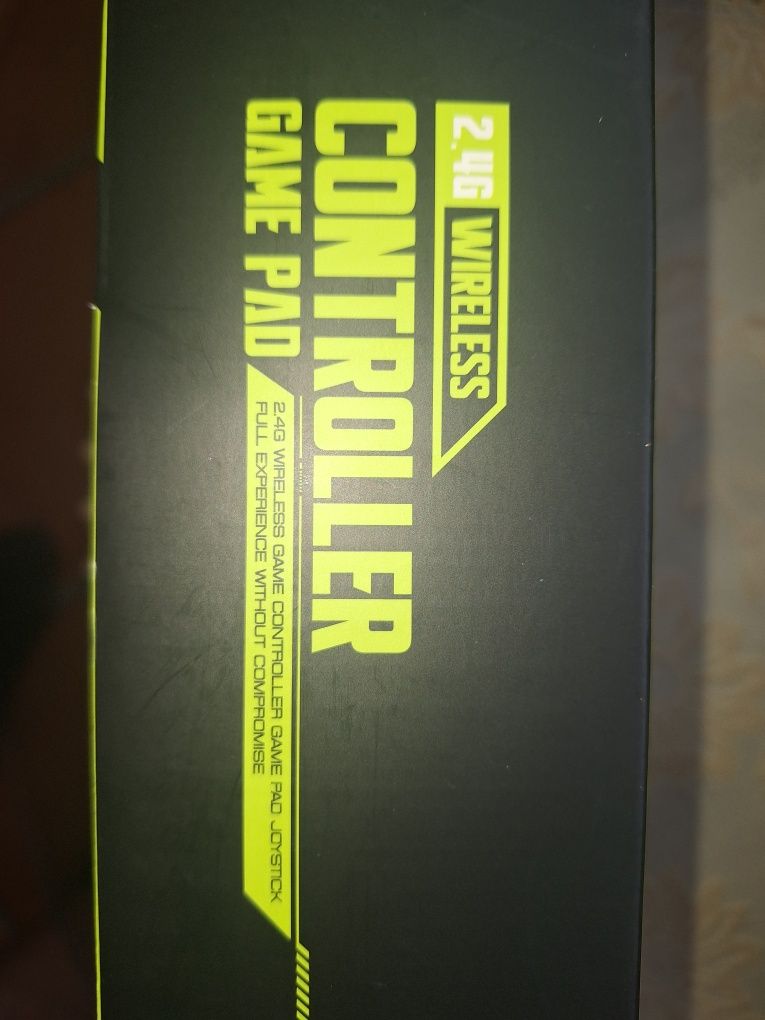 2.4G WIRELESS
CONTROLLER
GAME PAD
2.4G WIRELESS GAME CONTROLLER GAME PAD JOYSTICK
FULL EXPERIENCE WITHOUT COMPROMISE